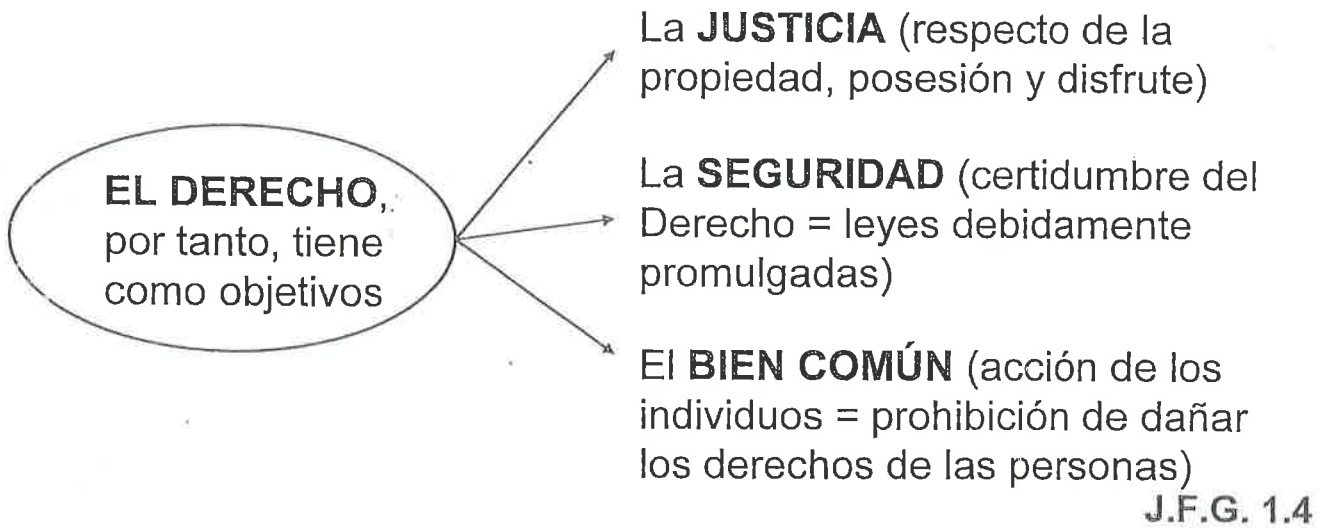 EL DERECHO,
por tanto, tiene
como objetivos
La JUSTICIA (respecto de la
propiedad, posesión y disfrute)
La SEGURIDAD (certidumbre del
Derecho = leyes debidamente
promulgadas)
El BIEN COMÚN (acción de los
individuos = prohibición de dañar
los derechos de las personas)
J.F.G. 1.4